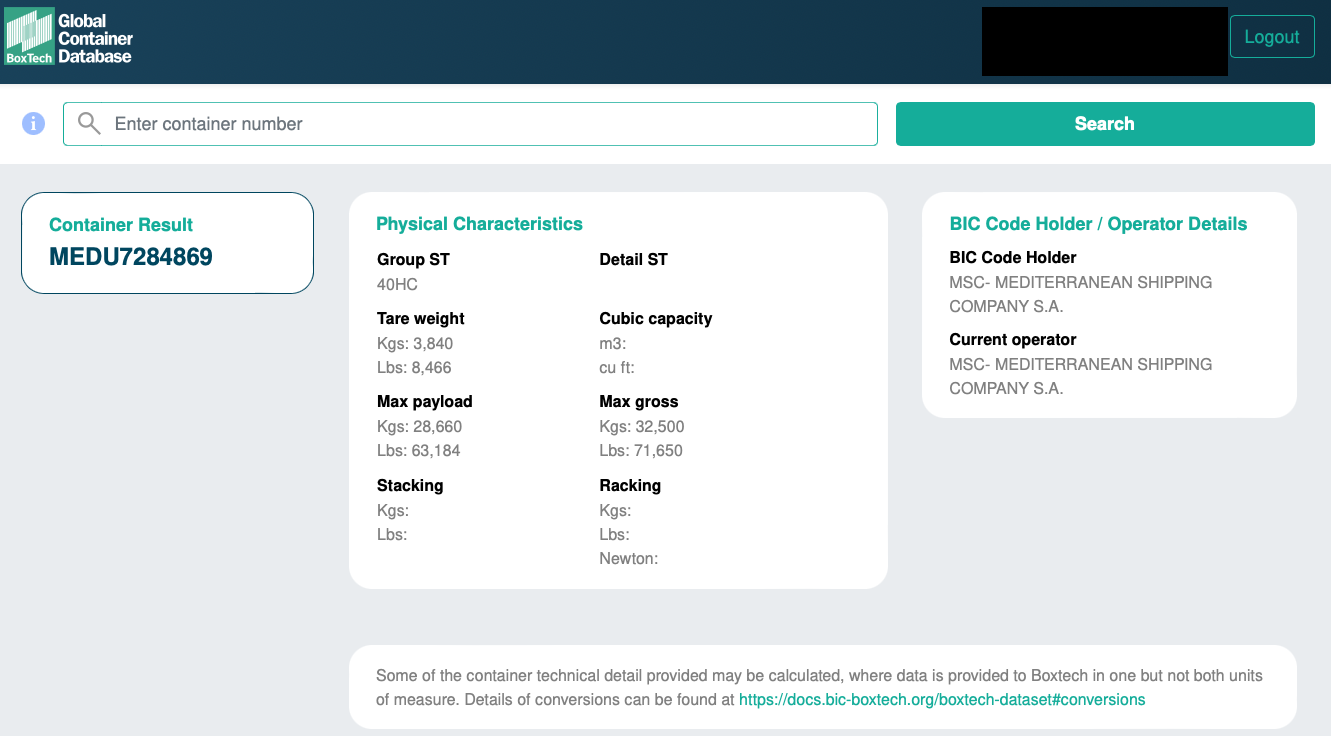 Global
Container
Database
BoxTech
Logout
i
Enter container number
Search
Container Result
MEDU7284869
Physical Characteristics
Group ST
Detail ST
40HC
Tare weight
Cubic capacity
Kgs: 3,840
m3:
Lbs: 8,466
cu ft:
Max payload
Max gross
Kgs: 28,660
Kgs: 32,500
Lbs: 63,184
Lbs: 71,650
Stacking
Racking
Kgs:
Kgs:
Lbs:
Lbs:
Newton:
BIC Code Holder / Operator Details
BIC Code Holder
MSC- MEDITERRANEAN SHIPPING
COMPANY S.A.
Current operator
MSC- MEDITERRANEAN SHIPPING
COMPANY S.A.
Some of the container technical detail provided may be calculated, where data is provided to Boxtech in one but not both units
of measure. Details of conversions can be found at https://docs.bic-boxtech.org/boxtech-dataset#conversions